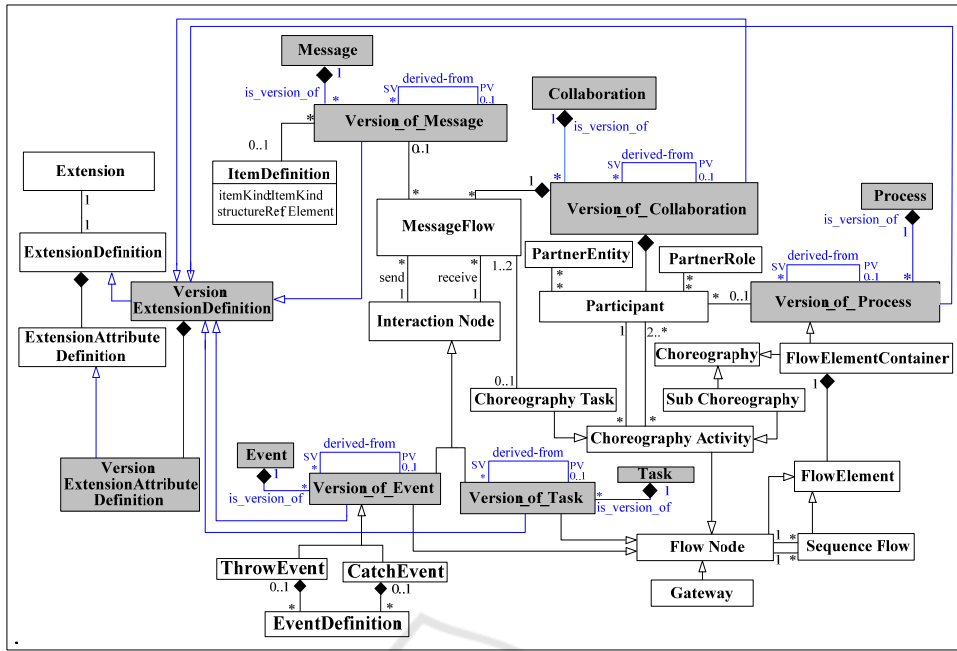 Message
1
is_version_of
*
derived-from
SV
*
PV
0..1
Version_of_Message
*
0..1
ItemDefinition
itemKind:ItemKind
structureRef Element
0..1
*
Collaboration
1
is_version_of
*
derived-from
SV
*
PV
0..1
Version_of_Collaboration
1
*
MessageFlow
Extension
1
1
ExtensionDefinition
Version
ExtensionDefinition
ExtensionAttribute
Definition
Version
ExtensionAttribute
Definition
Process
is_version_of
1
*
derived-from
SV
*
PV
0..1
Version_of_Process
PartnerEntity
*
*
PartnerRole
*
*
Participant
*
0..1
1
2..*
*
send
1
*
receive
1
1..2
Interaction Node
0..1
Choreography Task
Choreography
FlowElementContainer
1
Sub Choreography
*
*
Choreography Activity
*
Event
1
is_version_of
*
derived-from
SV
*
PV
0..1
Version_of_Event
derived-from
SV
*
PV
0..1
Version_of_Task
Task
1
*
is_version_of
FlowElement
Flow Node
1
*
1
*
Sequence Flow
Gateway
ThrowEvent
0..1
*
CatchEvent
0..1
*
EventDefinition
.